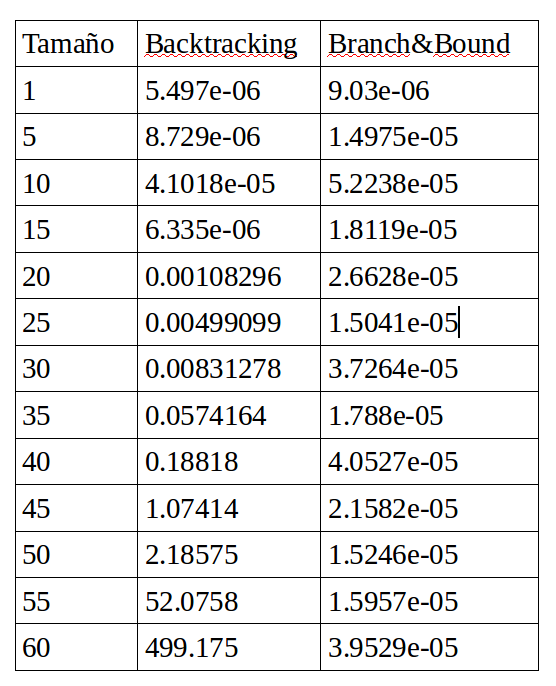 Tamaño Backtracking Branch&Bound
1 5.497e-06 9.03e-06
5 8.729e-06 1.4975e-05
10 4.1018e-05 5.2238e-05
15 6.335e-06 1.8119e-05
20 0.00108296 2.6628e-05
25 0.00499099 1.5041e-05
30 0.00831278 3.7264e-05
35 0.0574164 1.788e-05
40 0.18818 4.0527e-05
45 1.07414 2.1582e-05
50 2.18575 1.5246e-05
55 52.0758 1.5957e-05
60 499.175 3.9529e-05